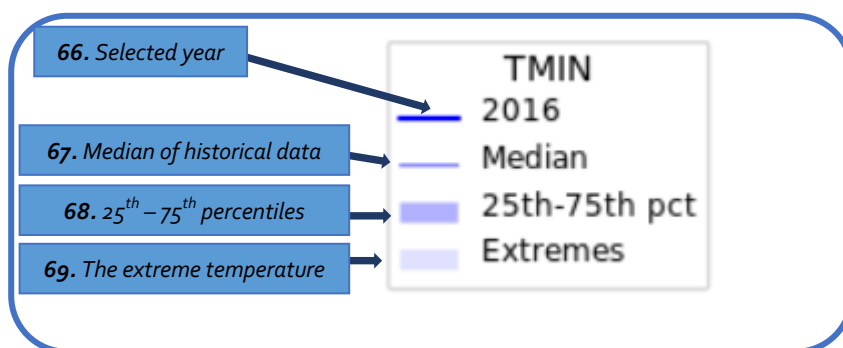 66. Selected year
67. Median of historical data
68. 25th – 75th percentiles
69. The extreme temperature
TMIN
2016
Median
25th-75th pct
Extremes